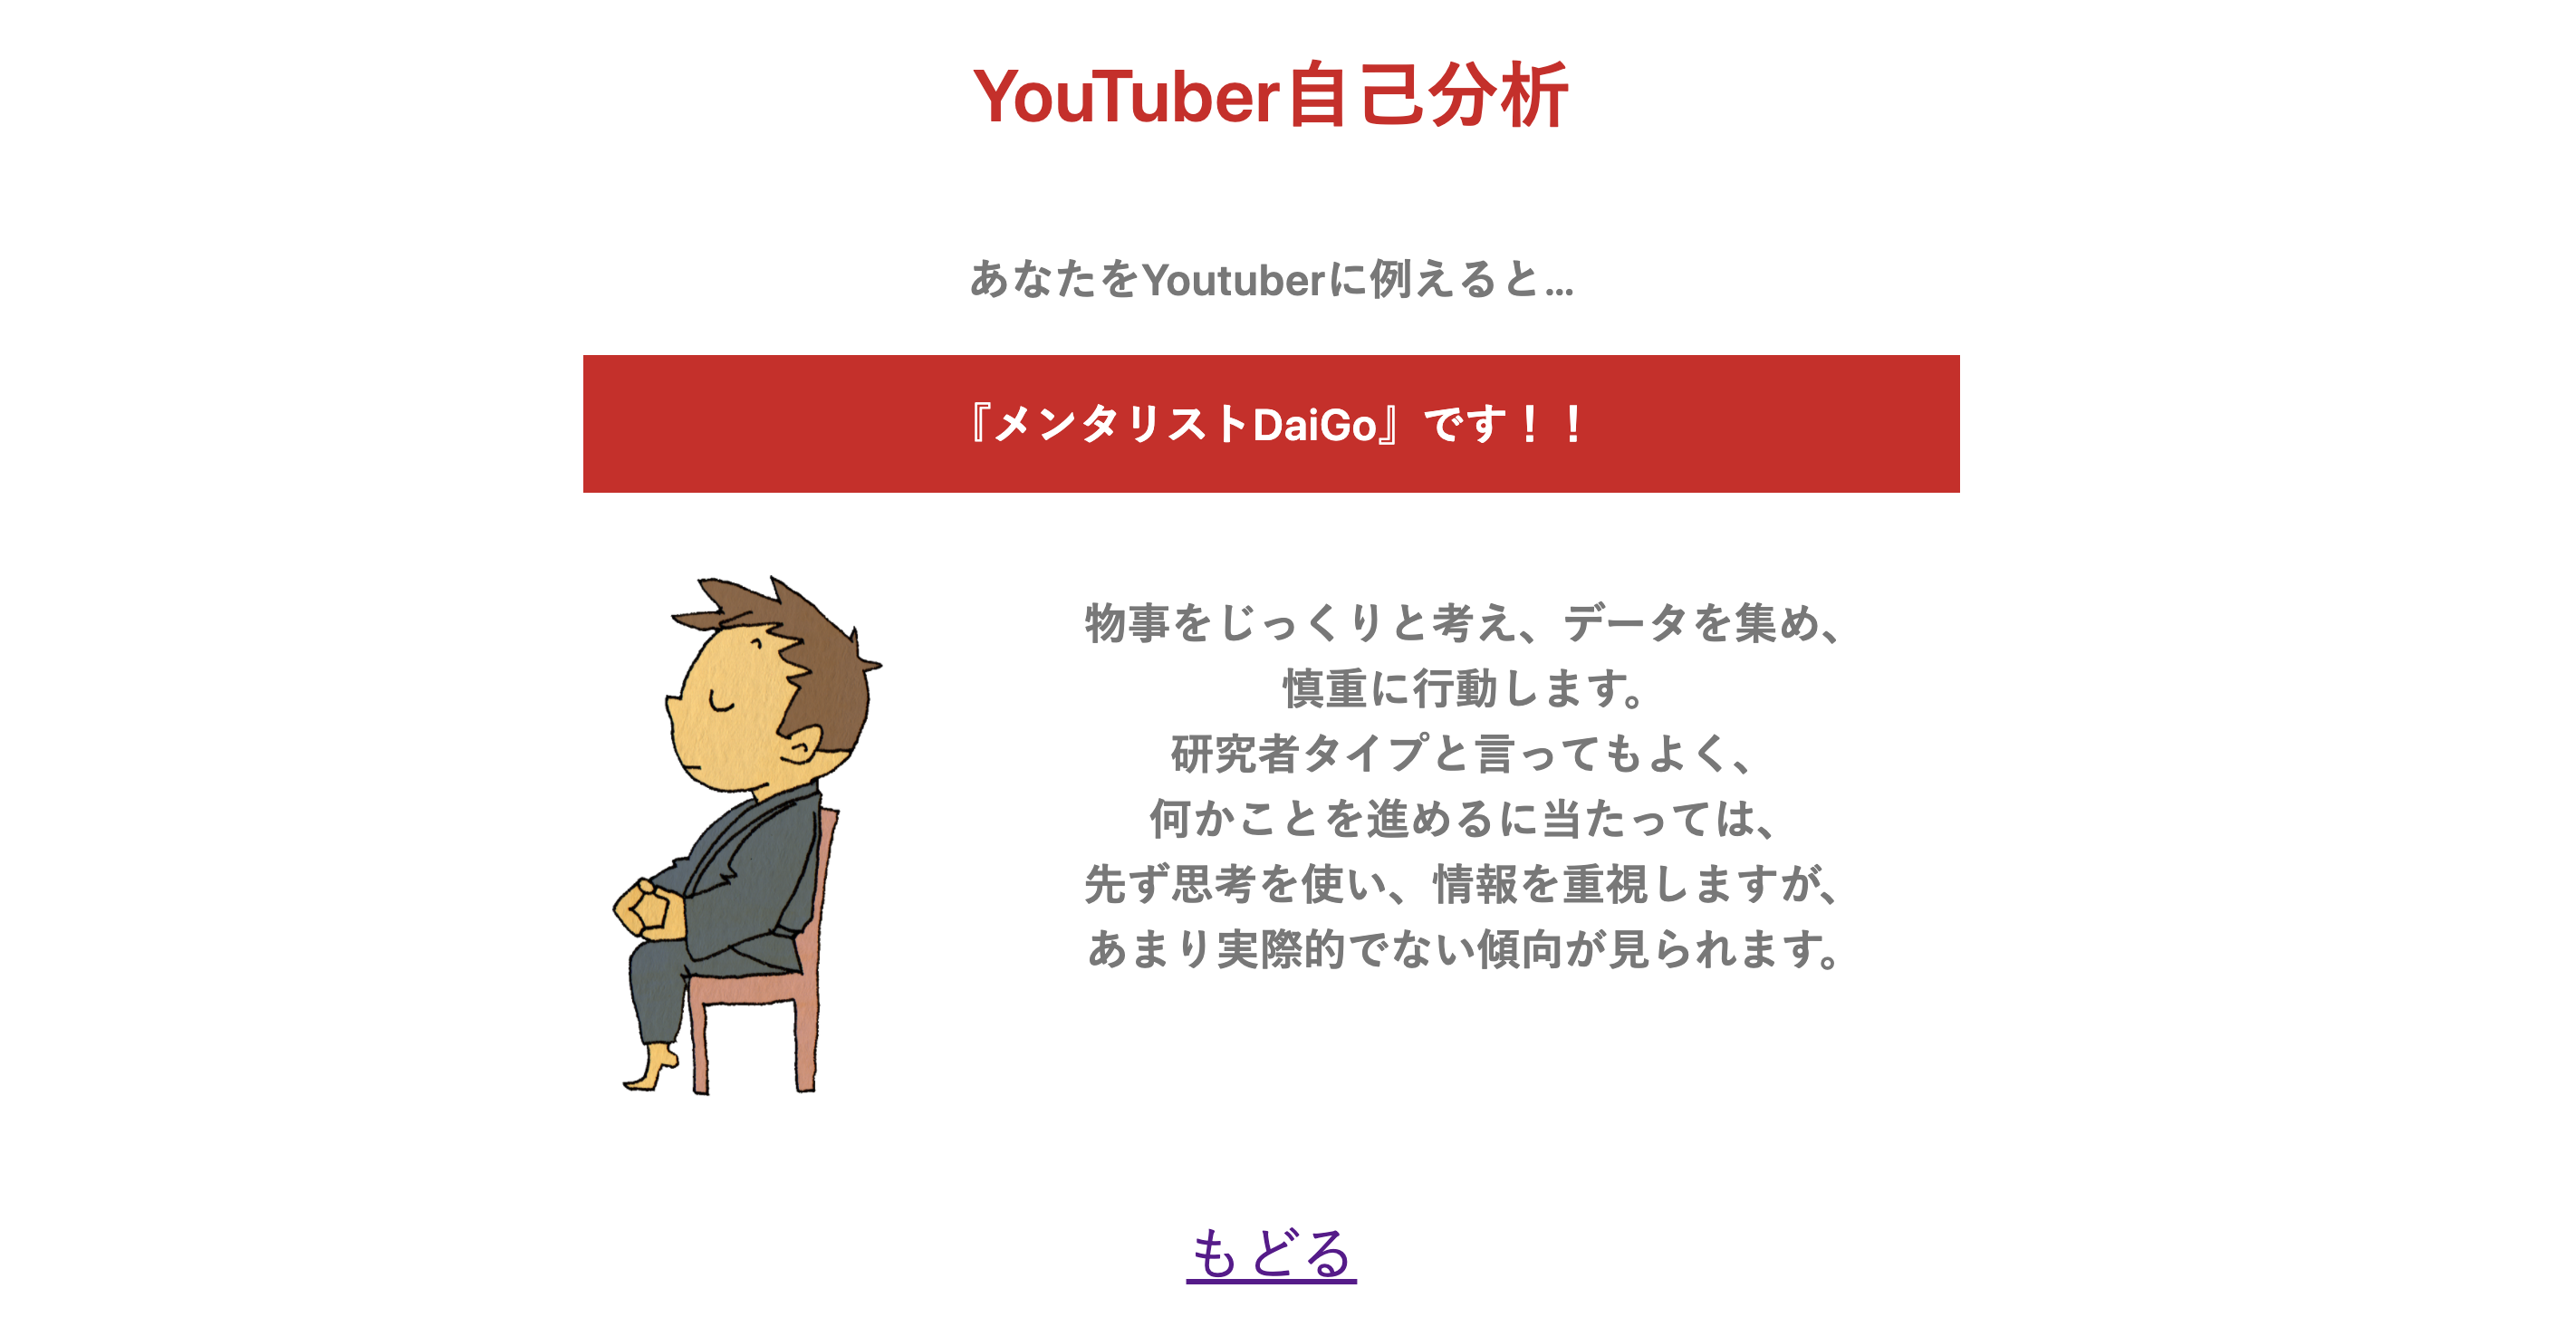 YouTuber自己分析
あなたをYoutuberに例えると...
『メンタリストDaiGo』です！！
物事をじっくりと考え、データを集め、
慎重に行動します。
研究者タイプと言ってもよく、
何かことを進めるに当たっては、
先ず思考を使い、情報を重視しますが、
あまり実際的でない傾向が見られます。
もどる